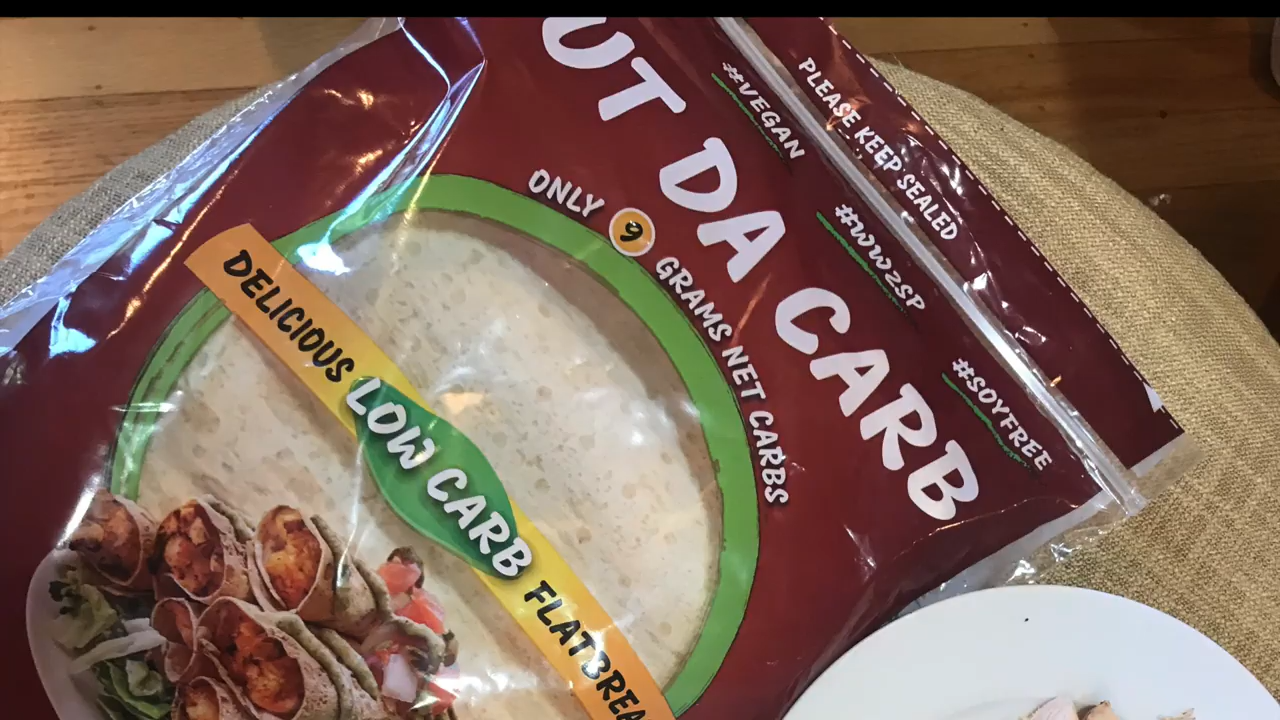 PLEASE KEEP SEALED
#VEGAN
#WW2SP
#SOYFREE
UT DA CARB
ONLY 9 GRAMS NET CARBS
DELICIOUS LOW CARB FLATBREA